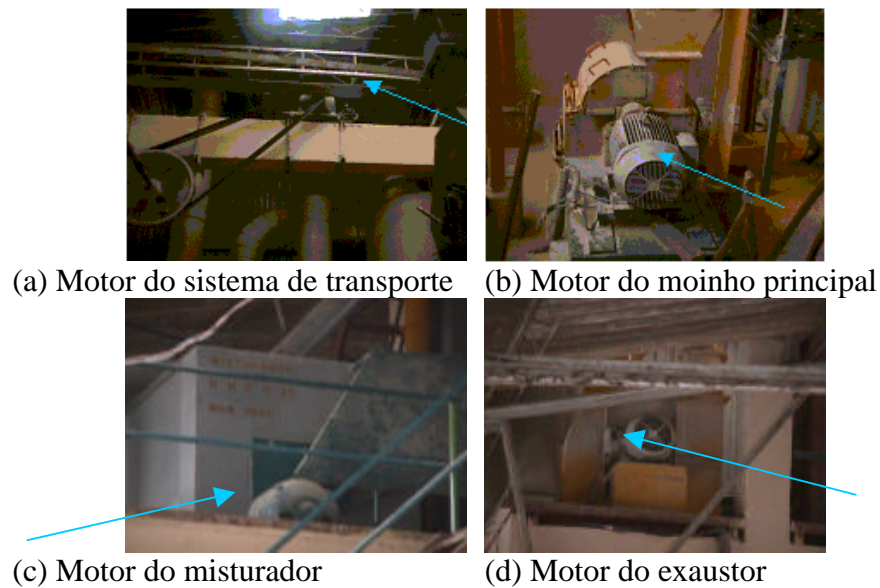 (a) Motor do sistema de transporte
(b) Motor do moinho principal
(c) Motor do misturador
(d) Motor do exaustor